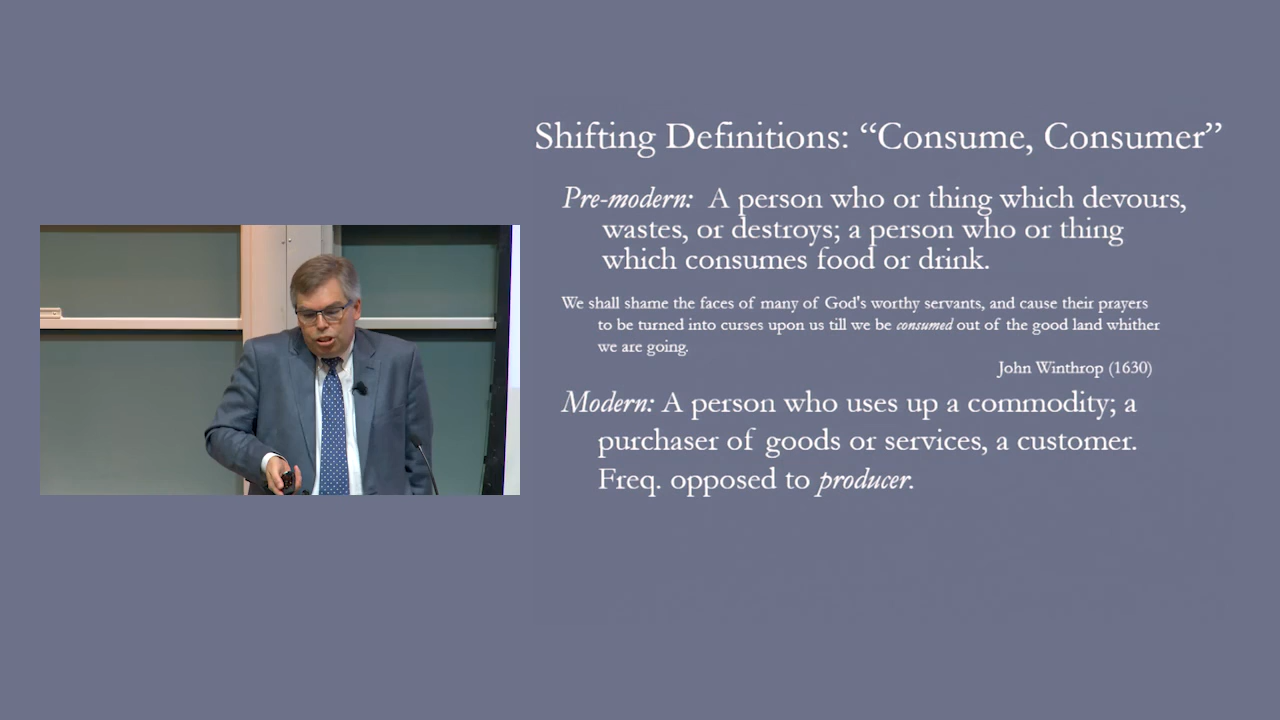 Shifting Definitions: “Consume, Consumer”
Pre-modern: A person who or thing which devours,
wastes, or destroys; a person who or thing
which consumes food or drink.
We shall shame the faces of many of God's worthy servants, and cause their prayers
to be turned into curses upon us till we be consumed out of the good land whither
we are going.
John Winthrop (1630)
Modern: A person who uses up a commodity; a
purchaser of goods or services, a customer.
Freq. opposed to producer.